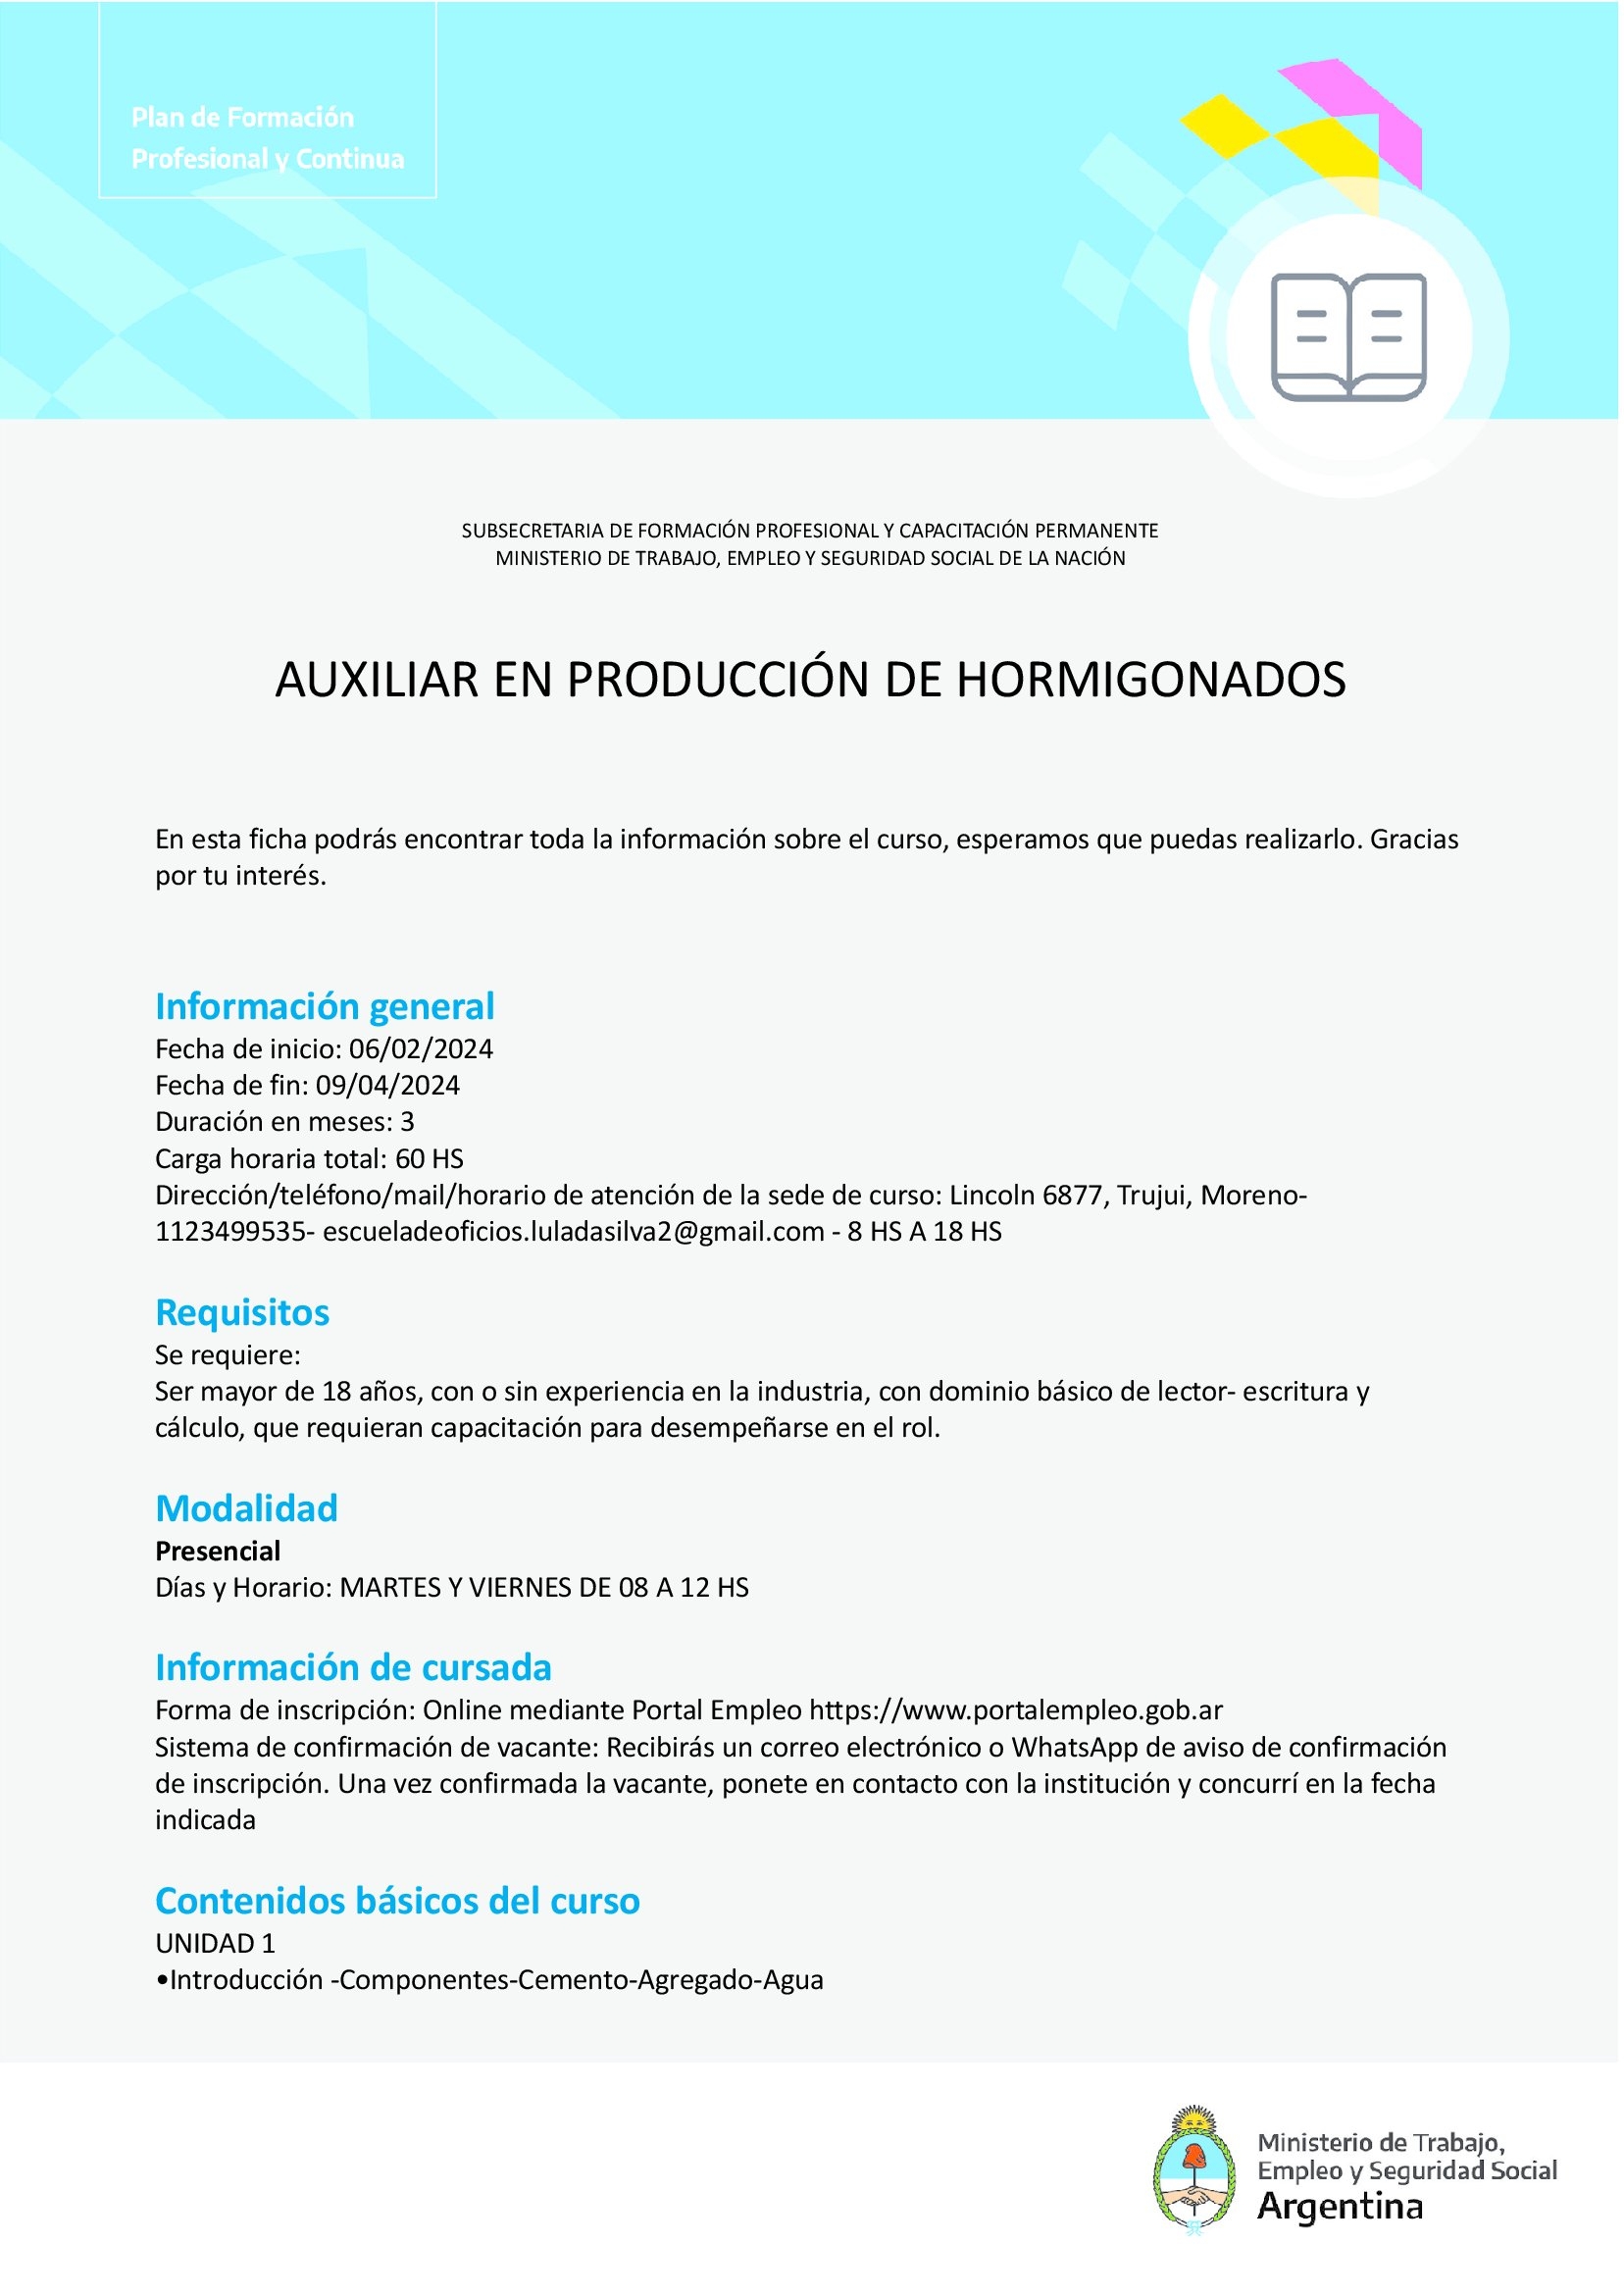 Plan de Formación
Profesional y Continua
SUBSECRETARIA DE FORMACIÓN PROFESIONAL Y CAPACITACIÓN PERMANENTE
MINISTERIO DE TRABAJO, EMPLEO Y SEGURIDAD SOCIAL DE LA NACIÓN
AUXILIAR EN PRODUCCIÓN DE HORMIGONADOS
En esta ficha podrás encontrar toda la información sobre el curso, esperamos que puedas realizarlo. Gracias
por tu interés.
Información general
Fecha de inicio: 06/02/2024
Fecha de fin: 09/04/2024
Duración en meses: 3
Carga horaria total: 60 HS
Dirección/teléfono/mail/horario de atención de la sede de curso: Lincoln 6877, Trujui, Moreno-
1123499535- escueladeoficios.luladasilva2@gmail.com - 8 HS A 18 HS
Requisitos
Se requiere:
Ser mayor de 18 años, con o sin experiencia en la industria, con dominio básico de lector- escritura y
cálculo, que requieran capacitación para desempeñarse en el rol.
Modalidad
Presencial
Días y Horario: MARTES Y VIERNES DE 08 A 12 HS
Información de cursada
Forma de inscripción: Online mediante Portal Empleo https://www.portalempleo.gob.ar
Sistema de confirmación de vacante: Recibirás un correo electrónico o WhatsApp de aviso de confirmación
de inscripción. Una vez confirmada la vacante, ponete en contacto con la institución y concurrí en la fecha
indicada
Contenidos básicos del curso
UNIDAD 1
•Introducción -Componentes-Cemento-Agregado-Agua
Ministerio de Trabajo,
Empleo y Seguridad Social
Argentina